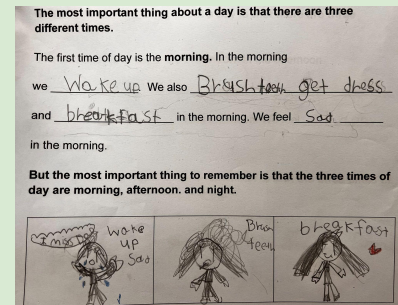 The most important thing about a day is that there are three
different times.
The first time of day is the morning. In the morning
we Wake up We also Brush teeth get dress
and breakfast in the morning. We feel Sad
in the morning.
But the most important thing to remember is that the three times of
day are morning, afternoon. and night.
Wake
up
Sad
Brush
teeth
breakfast